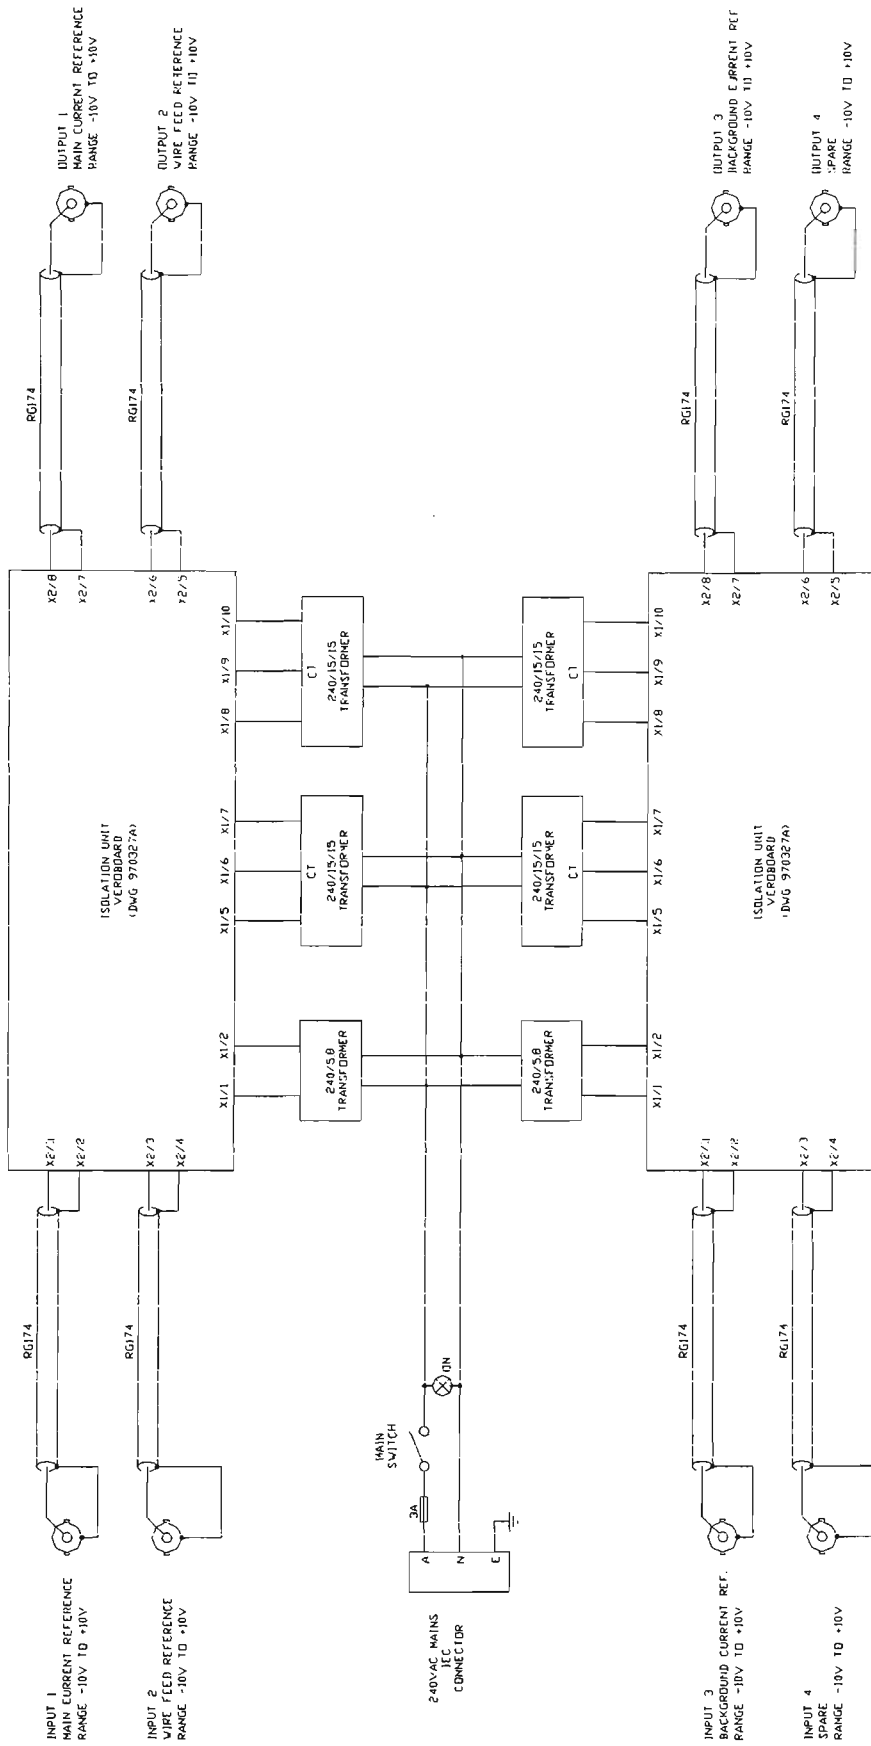 INPUT 1
MAIN CURRENT REFERENCE
RANGE -10V TO +10V
INPUT 2
WIRE FEED REFERENCE
RANGE -10V TO +10V
RG174
RG174
X2/1
X2/2
X2/3
X2/4
ISOLATION UNIT
VEROBOARD
(DWG 970327A)
X1/1
X1/2
X1/5
X1/6
X1/7
X1/8
X1/9
X1/10
X2/8
X2/7
X2/6
X2/5
RG174
RG174
OUTPUT 1
MAIN CURRENT REFERENCE
RANGE -10V TO +10V
OUTPUT 2
WIRE FEED REFERENCE
RANGE -10V TO +10V
240/5.8
TRANSFORMER
CT
240/15/15
TRANSFORMER
CT
240/15/15
TRANSFORMER
240VAC MAINS
IEC
CONNECTOR
A
N
E
3A
MAIN
SWITCH
ON
240/5.8
TRANSFORMER
240/15/15
TRANSFORMER
CT
240/15/15
TRANSFORMER
CT
INPUT 3
BACKGROUND CURRENT REF.
RANGE -10V TO +10V
INPUT 4
SPARE
RANGE -10V TO +10V
RG174
RG174
X2/1
X2/2
X2/3
X2/4
X1/1
X1/2
X1/5
X1/6
X1/7
X1/8
X1/9
X1/10
ISOLATION UNIT
VEROBOARD
(DWG 970327A)
X2/8
X2/7
X2/6
X2/5
RG174
RG174
OUTPUT 3
BACKGROUND CURRENT REF
RANGE -10V TO +10V
OUTPUT 4
SPARE
RANGE -10V TO +10V